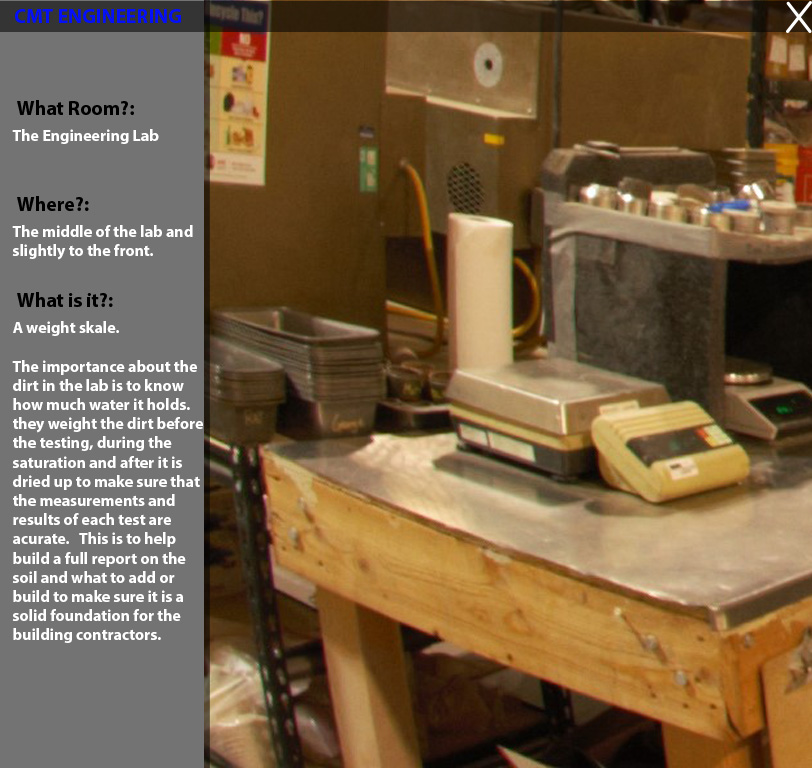 CMT ENGINEERING
X
What Room?:
The Engineering Lab
Where?:
The middle of the lab and
slightly to the front.
What is it?:
A weight skale.
The importance about the
dirt in the lab is to know
how much water it holds.
they weight the dirt before
the testing, during the
saturation and after it is
dried up to make sure that
the measurements and
results of each test are
acurate.   This is to help
build a full report on the
soil and what to add or
build to make sure it is a
solid foundation for the
building contractors.
NO